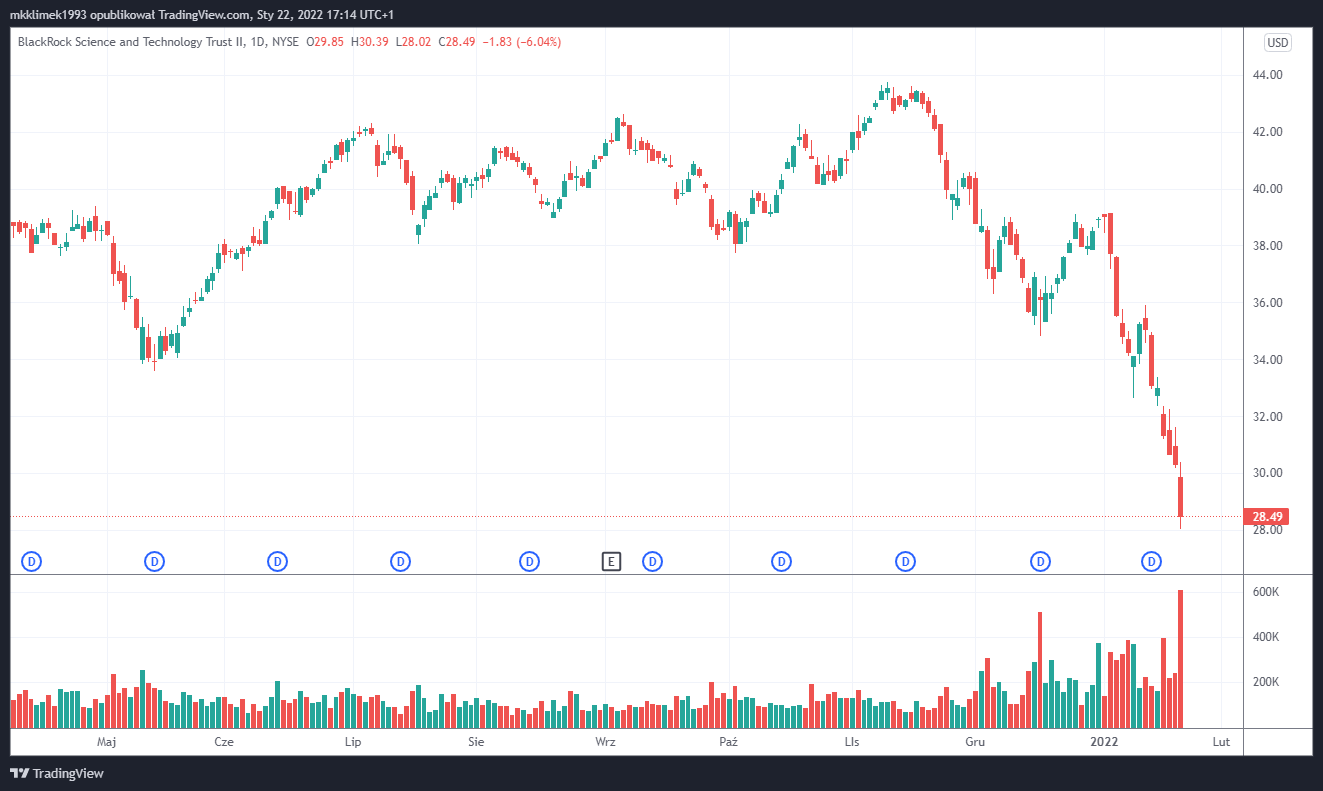 mkklimek1993 opublikował TradingView.com, Sty 22, 2022 17:14 UTC+1
BlackRock Science and Technology Trust II, 1D, NYSE O29.85 H30.39 L28.02 C28.49 −1.83 (−6.04%)
USD
44.00
42.00
40.00
38.00
36.00
34.00
32.00
30.00
28.49
28.00
D D D D D E D D D D D
600K
400K
200K
Maj Cze Lip Sie Wrz Paź LIs Gru 2022 Lut
TradingView